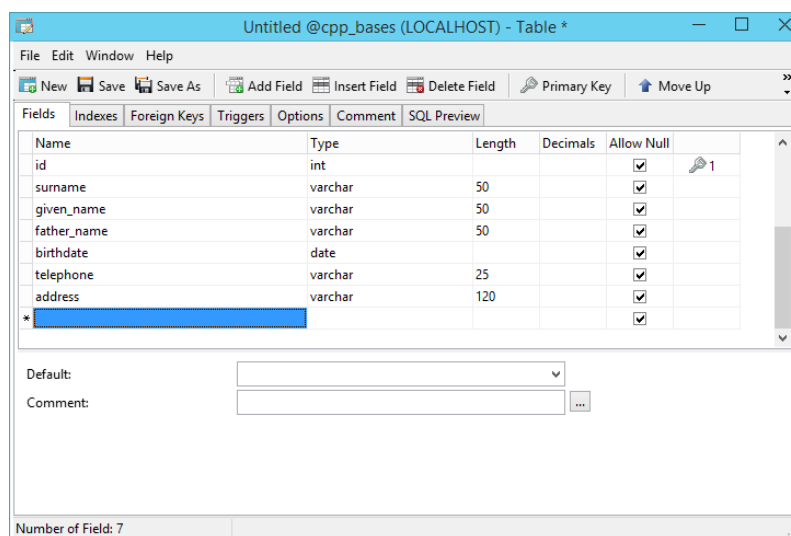 Untitled @cpp_bases (LOCALHOST) - Table *
File Edit Window Help
New Save Save As Add Field Insert Field Delete Field Primary Key Move Up »
Fields Indexes Foreign Keys Triggers Options Comment SQL Preview
Name Type Length Decimals Allow Null
id int 1
surname varchar 50
given_name varchar 50
father_name varchar 50
birthdate date
telephone varchar 25
address varchar 120
*
Default:
Comment: ...
Number of Field: 7